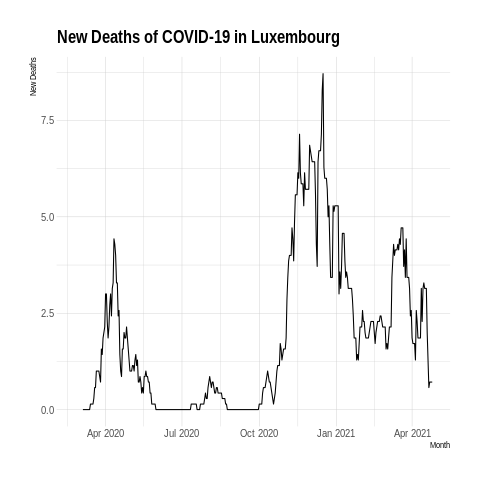 New Deaths of COVID-19 in Luxembourg
New Deaths
7.5
5.0
2.5
0.0
Apr 2020 Jul 2020 Oct 2020 Jan 2021 Apr 2021
Month